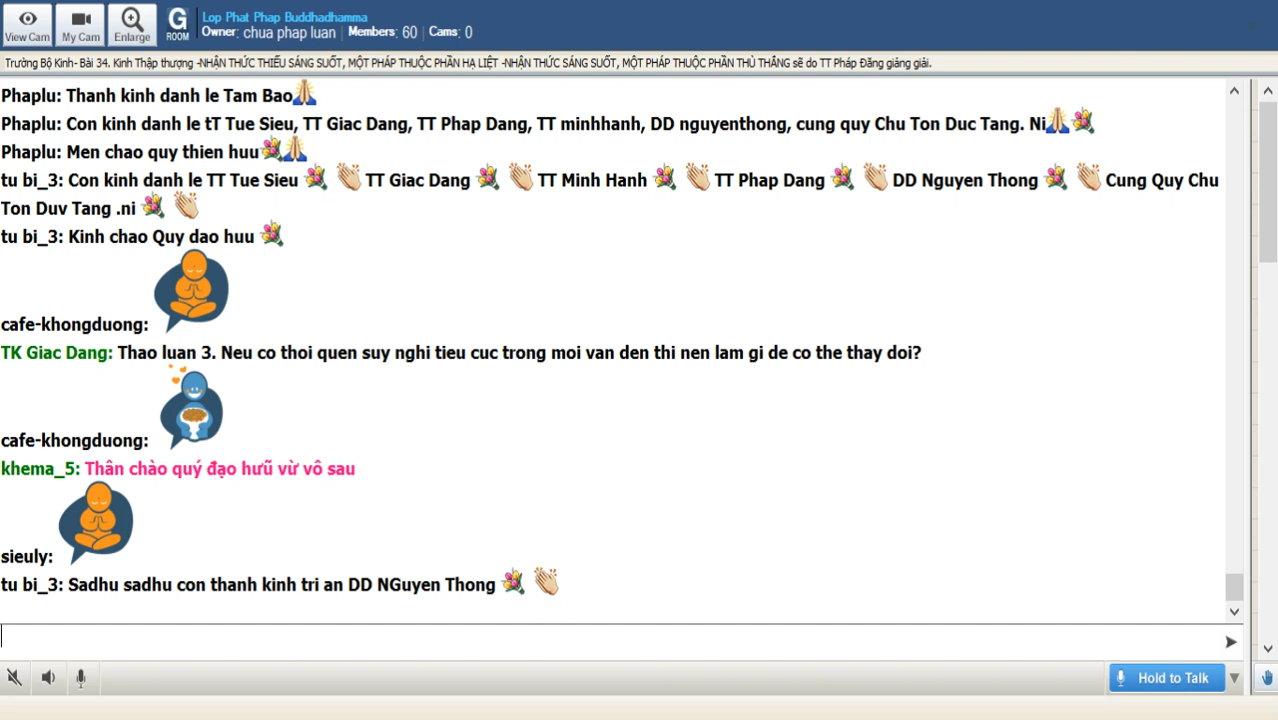 View Cam
My Cam
Enlarge
G
ROOM
Lop Phat Phap Buddhadhamma
Owner: chua phap luan | Members: 60 | Cams: 0
Trường Bộ Kinh- Bài 34. Kinh Thập thượng -NHẬN THỨC THIẾU SÁNG SUỐT, MỘT PHÁP THUỘC PHẦN HẠ LIỆT -NHẬN THỨC SÁNG SUỐT, MỘT PHÁP THUỘC PHẦN THÙ THẮNG sẽ do TT Pháp Đăng giảng giải.
Phaplu: Thanh kinh danh le Tam Bao
Phaplu: Con kinh danh le tT Tue Sieu, TT Giac Dang, TT Phap Dang, TT minhhanh, DD nguyenthong, cung quy Chu Ton Duc Tang. Ni
Phaplu: Men chao quy thien huu
tu bi_3: Con kinh danh le TT Tue Sieu TT Giac Dang TT Minh Hanh TT Phap Dang DD Nguyen Thong Cung Quy Chu
Ton Duv Tang .ni
tu bi_3: Kinh chao Quy dao huu
cafe-khongduong:
TK Giac Dang: Thao luan 3. Neu co thoi quen suy nghi tieu cuc trong moi van den thi nen lam gi de co the thay doi?
cafe-khongduong:
khema_5: Thân chào quý đạo hưũ vừ vô sau
sieuly:
tu bi_3: Sadhu sadhu con thanh kinh tri an DD NGuyen Thong
Hold to Talk